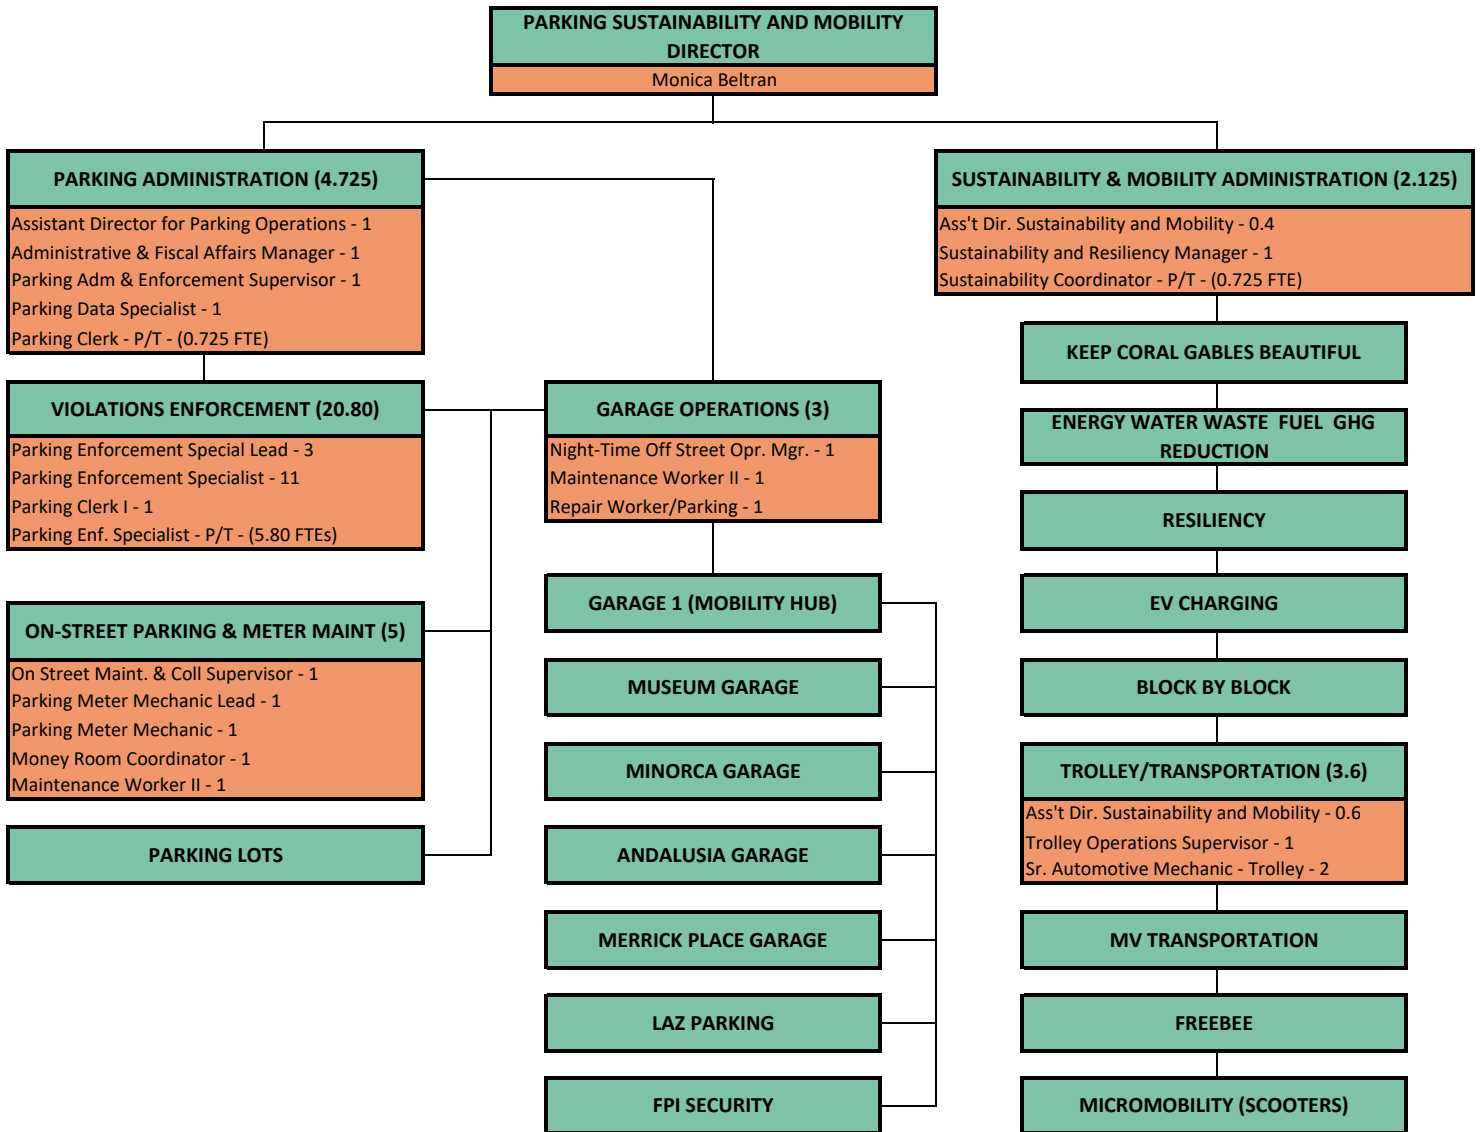 PARKING SUSTAINABILITY AND MOBILITY
DIRECTOR
Monica Beltran
PARKING ADMINISTRATION (4.725)
Assistant Director for Parking Operations - 1
Administrative & Fiscal Affairs Manager - 1
Parking Adm & Enforcement Supervisor - 1
Parking Data Specialist - 1
Parking Clerk - P/T - (0.725 FTE)
VIOLATIONS ENFORCEMENT (20.80)
Parking Enforcement Special Lead - 3
Parking Enforcement Specialist - 11
Parking Clerk I - 1
Parking Enf. Specialist - P/T - (5.80 FTEs)
ON-STREET PARKING & METER MAINT (5)
On Street Maint. & Coll Supervisor - 1
Parking Meter Mechanic Lead - 1
Parking Meter Mechanic - 1
Money Room Coordinator - 1
Maintenance Worker II - 1
PARKING LOTS
GARAGE OPERATIONS (3)
Night-Time Off Street Opr. Mgr. - 1
Maintenance Worker II - 1
Repair Worker/Parking - 1
GARAGE 1 (MOBILITY HUB)
MUSEUM GARAGE
MINORCA GARAGE
ANDALUSIA GARAGE
MERRICK PLACE GARAGE
LAZ PARKING
FPI SECURITY
SUSTAINABILITY & MOBILITY ADMINISTRATION (2.125)
Ass't Dir. Sustainability and Mobility - 0.4
Sustainability and Resiliency Manager - 1
Sustainability Coordinator - P/T - (0.725 FTE)
KEEP CORAL GABLES BEAUTIFUL
ENERGY WATER WASTE  FUEL  GHG
REDUCTION
RESILIENCY
EV CHARGING
BLOCK BY BLOCK
TROLLEY/TRANSPORTATION (3.6)
Ass't Dir. Sustainability and Mobility - 0.6
Trolley Operations Supervisor - 1
Sr. Automotive Mechanic - Trolley - 2
MV TRANSPORTATION
FREEBEE
MICROMOBILITY (SCOOTERS)